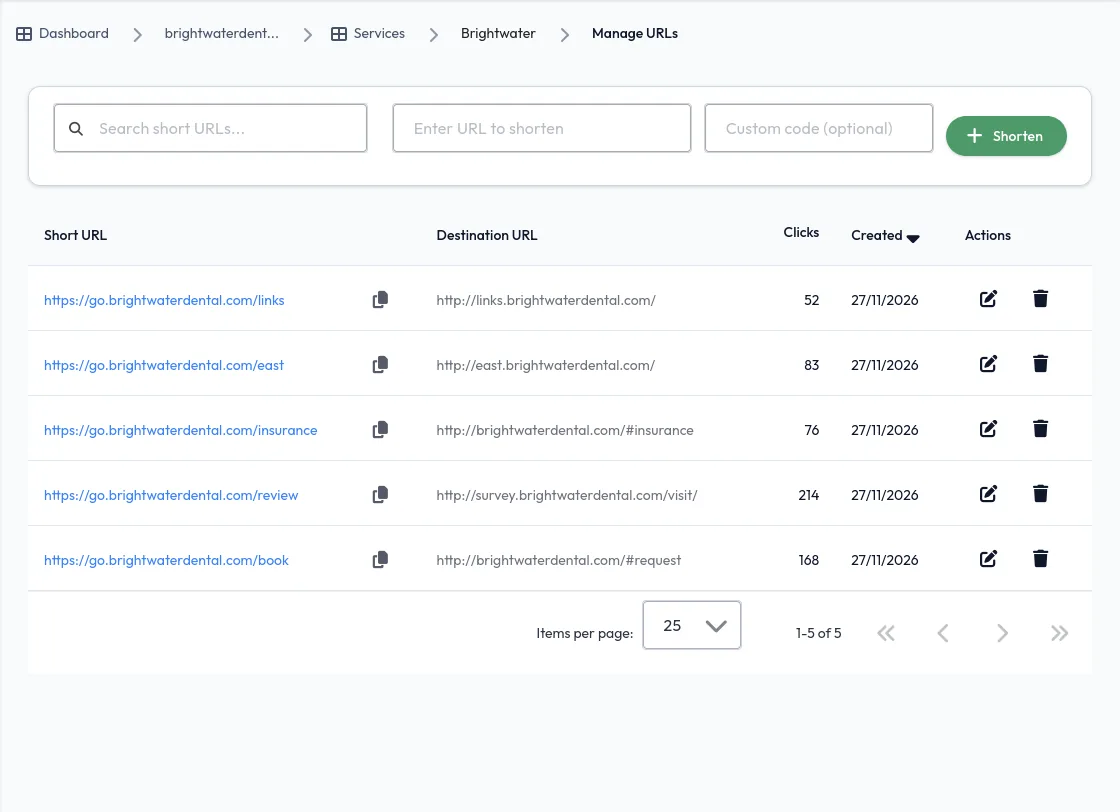 Dashboard > brightwaterdent... > Services > Brightwater > Manage URLs
Search short URLs... Enter URL to shorten Custom code (optional) + Shorten
Short URL Destination URL Clicks Created Actions
https://go.brightwaterdental.com/links http://links.brightwaterdental.com/ 52 27/11/2026
https://go.brightwaterdental.com/east http://east.brightwaterdental.com/ 83 27/11/2026
https://go.brightwaterdental.com/insurance http://brightwaterdental.com/#insurance 76 27/11/2026
https://go.brightwaterdental.com/review http://survey.brightwaterdental.com/visit/ 214 27/11/2026
https://go.brightwaterdental.com/book http://brightwaterdental.com/#request 168 27/11/2026
Items per page: 25 1-5 of 5